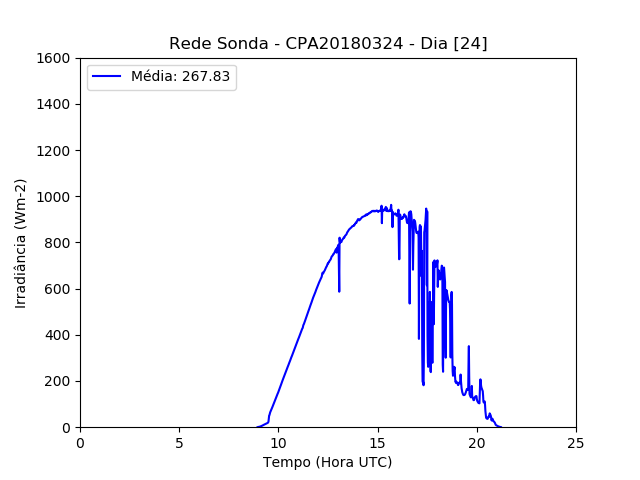 Rede Sonda - CPA20180324 - Dia [24]
Média: 267.83
Irradiância (Wm-2)
1600
1400
1200
1000
800
600
400
200
0
0 5 10 15 20 25
Tempo (Hora UTC)